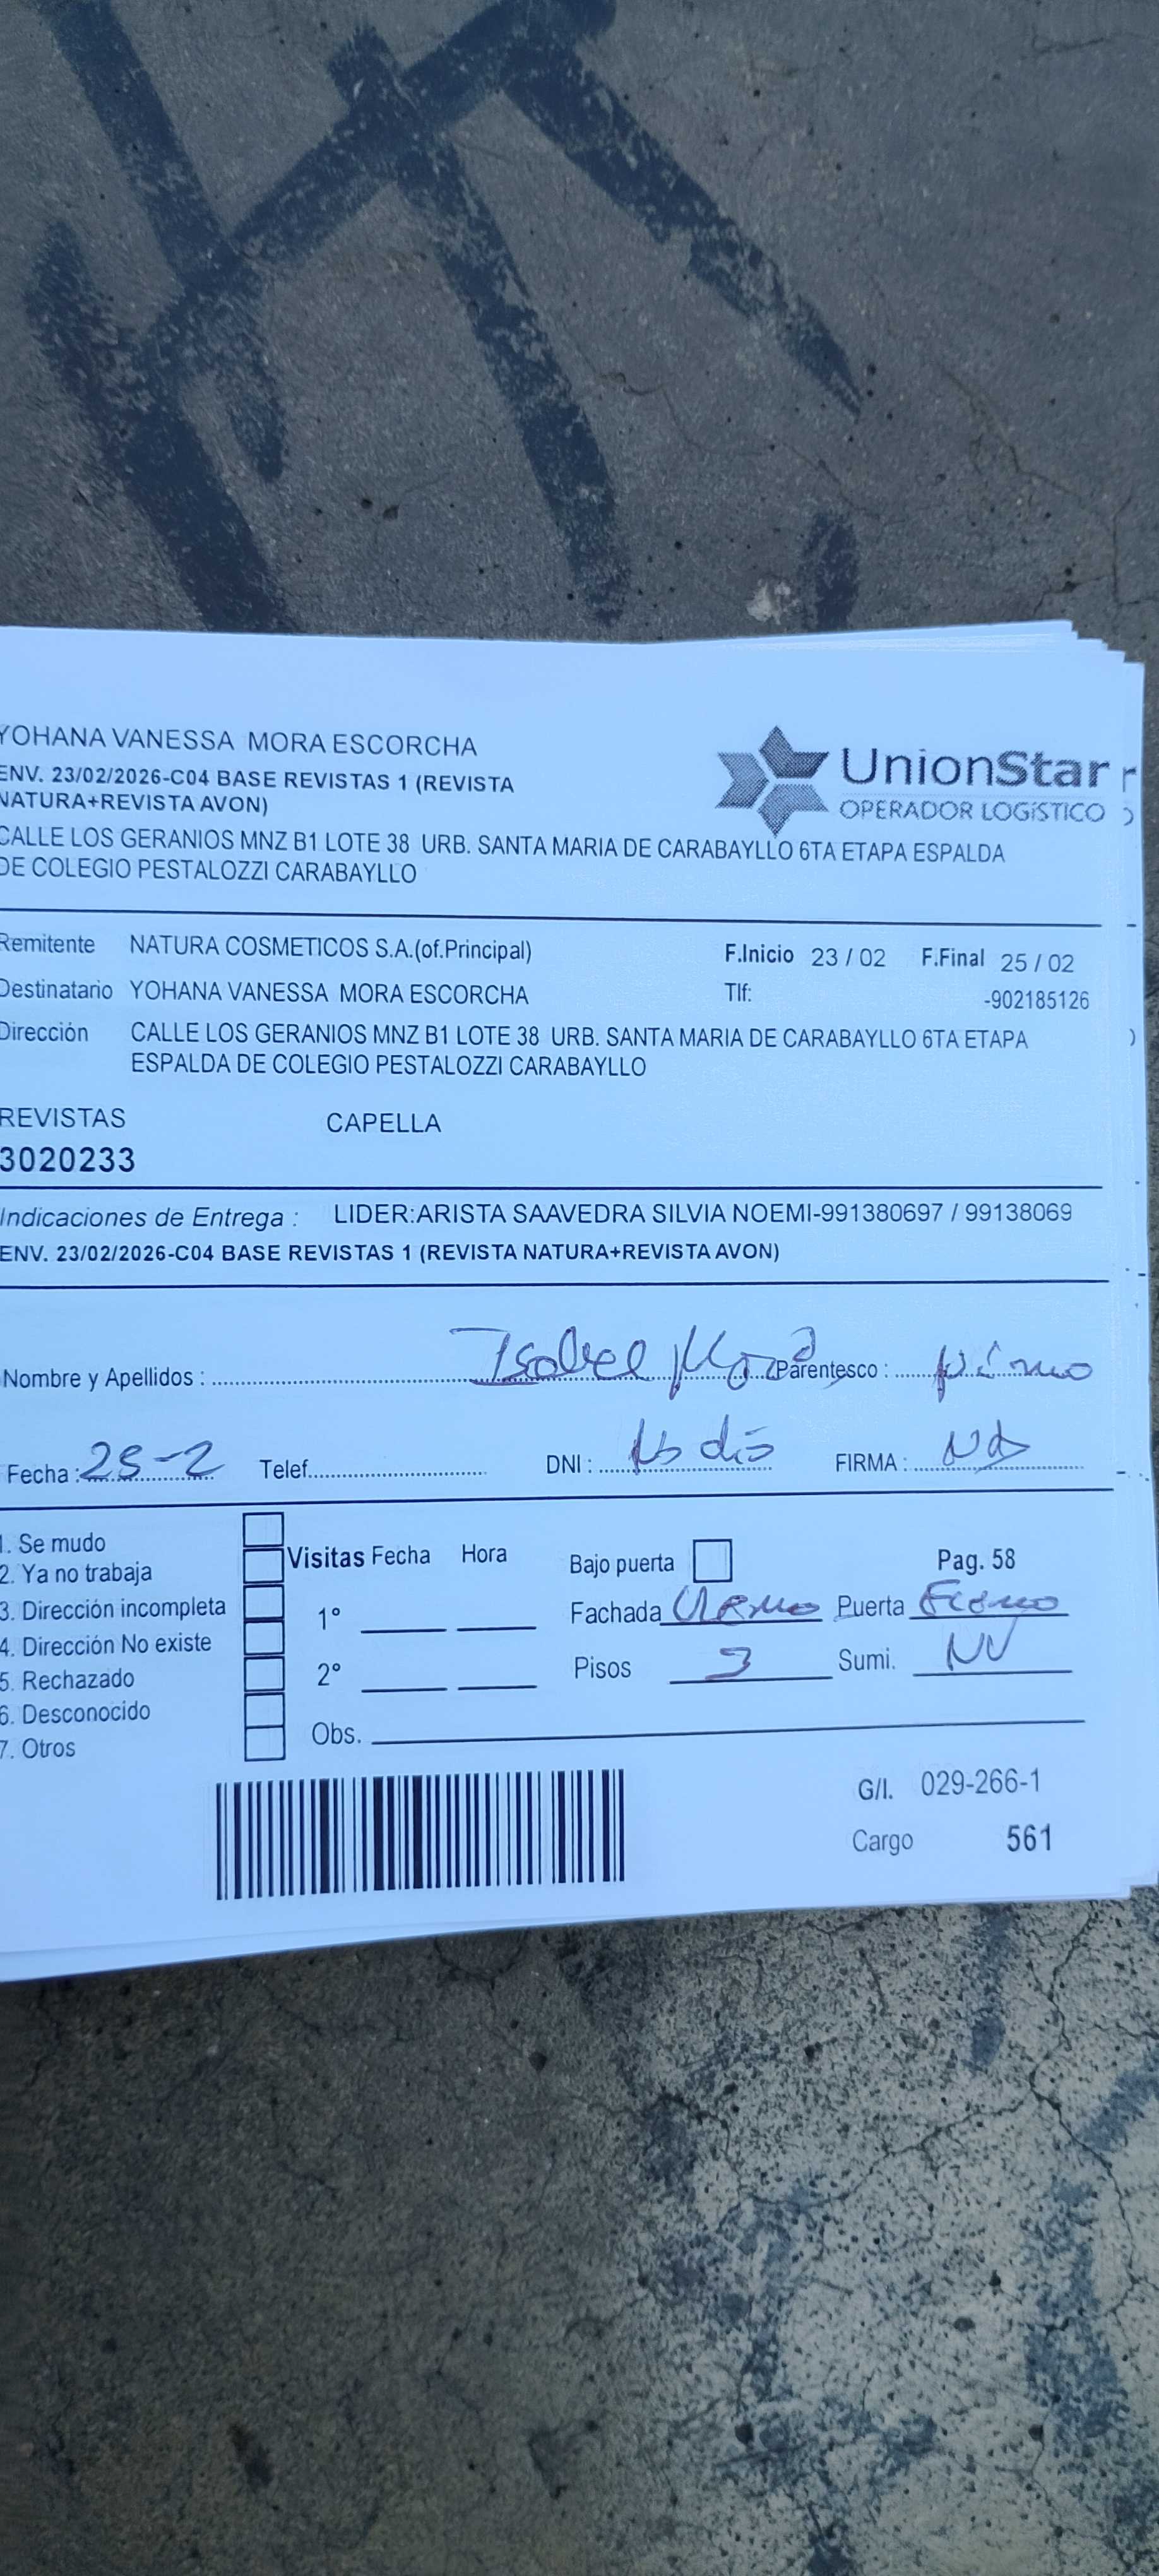 YOHANA VANESSA MORA ESCORCHA
ENV. 23/02/2026-C04 BASE REVISTAS 1 (REVISTA
NATURA+REVISTA AVON)
UnionStar
OPERADOR LOGíSTICO
CALLE LOS GERANIOS MNZ B1 LOTE 38 URB. SANTA MARIA DE CARABAYLLO 6TA ETAPA ESPALDA
DE COLEGIO PESTALOZZI CARABAYLLO
Remitente NATURA COSMETICOS S.A.(of.Principal) F.Inicio 23 / 02 F.Final 25 / 02
Destinatario YOHANA VANESSA MORA ESCORCHA Tlf: -902185126
Dirección CALLE LOS GERANIOS MNZ B1 LOTE 38 URB. SANTA MARIA DE CARABAYLLO 6TA ETAPA
ESPALDA DE COLEGIO PESTALOZZI CARABAYLLO
REVISTAS CAPELLA
3020233
Indicaciones de Entrega : LIDER:ARISTA SAAVEDRA SILVIA NOEMI-991380697 / 99138069
ENV. 23/02/2026-C04 BASE REVISTAS 1 (REVISTA NATURA+REVISTA AVON)
Nombre y Apellidos : Isabel Mora Parentesco :
Fecha : 25-2 Telef. DNI : No dio FIRMA :
1. Se mudo
2. Ya no trabaja
3. Dirección incompleta
4. Dirección No existe
5. Rechazado
6. Desconocido
7. Otros
Visitas Fecha Hora
1°
2°
Obs.
Bajo puerta Pag. 58
Fachada Puerta
Pisos 3 Sumi. NV
G/I. 029-266-1
Cargo 561